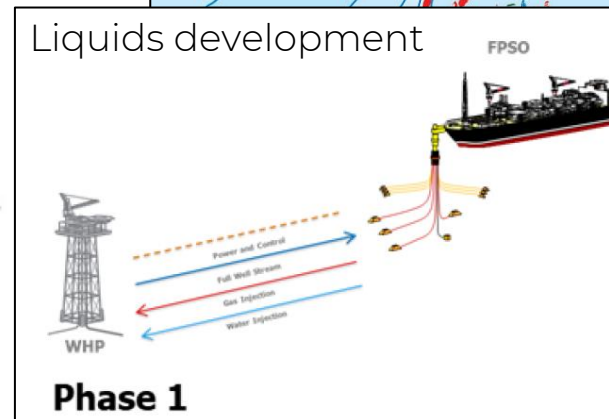 Liquids development
FPSO
Power and Control
Full Well Stream
Gas Injection
Water Injection
WHP
Phase 1